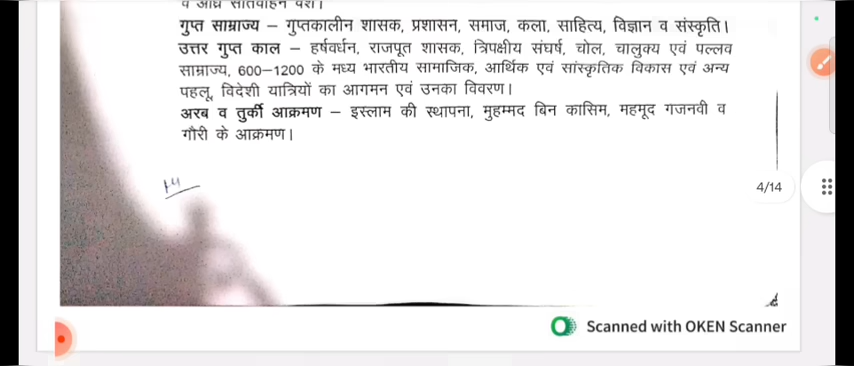 व आंध्र सातवाहन वंश।
गुप्त साम्राज्य – गुप्तकालीन शासक, प्रशासन, समाज, कला, साहित्य, विज्ञान व संस्कृति।
उत्तर गुप्त काल – हर्षवर्धन, राजपूत शासक, त्रिपक्षीय संघर्ष, चोल, चालुक्य एवं पल्लव
साम्राज्य, 600–1200 के मध्य भारतीय सामाजिक, आर्थिक एवं सांस्कृतिक विकास एवं अन्य
पहलू, विदेशी यात्रियों का आगमन एवं उनका विवरण।
अरब व तुर्की आक्रमण – इस्लाम की स्थापना, मुहम्मद बिन कासिम, महमूद गजनवी व
गौरी के आक्रमण।
4/14
Scanned with OKEN Scanner